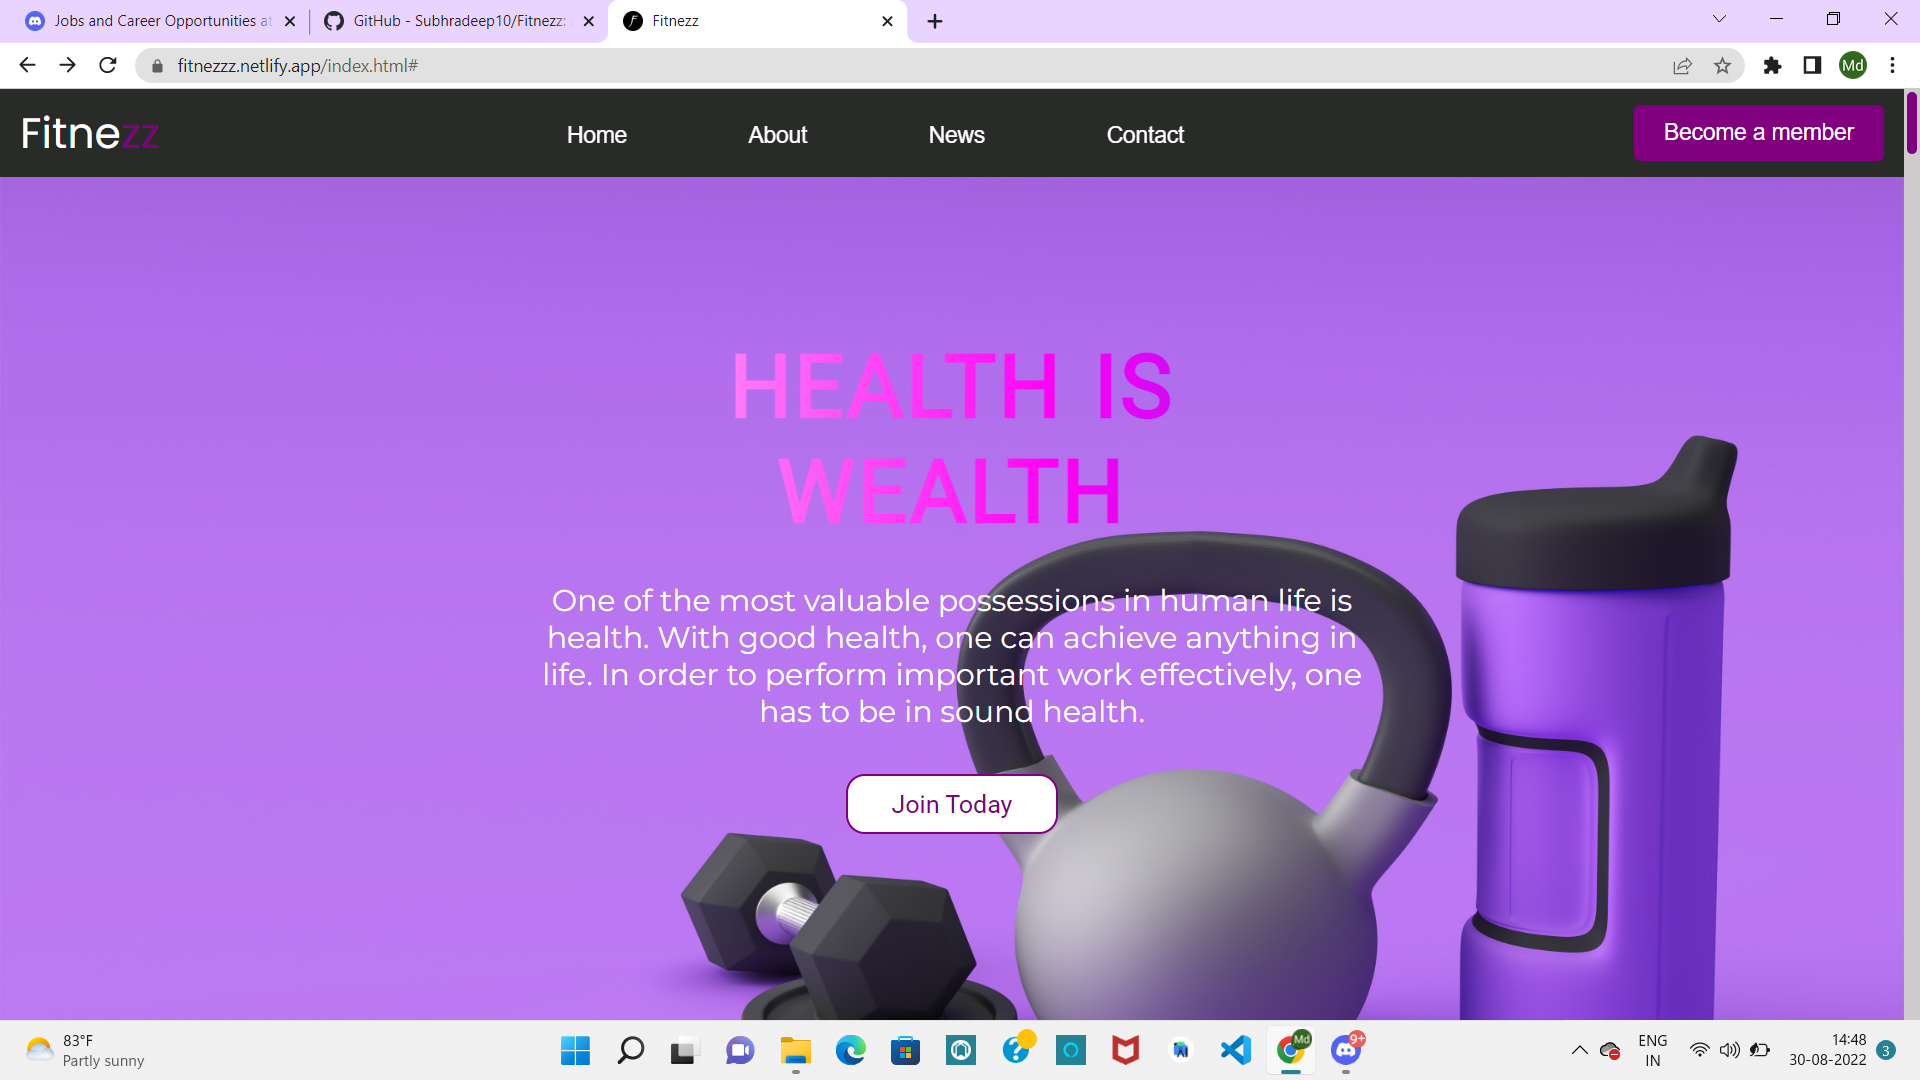 Jobs and Career Opportunities at
GitHub - Subhradeep10/Fitnezz:
Fitnezz
fitnezzz.netlify.app/index.html#
Md
Fitnezz
Home
About
News
Contact
Become a member
HEALTH IS
WEALTH
One of the most valuable possessions in human life is
health. With good health, one can achieve anything in
life. In order to perform important work effectively, one
has to be in sound health.
Join Today
83°F
Partly sunny
Md
9+
ENG
IN
14:48
30-08-2022
3